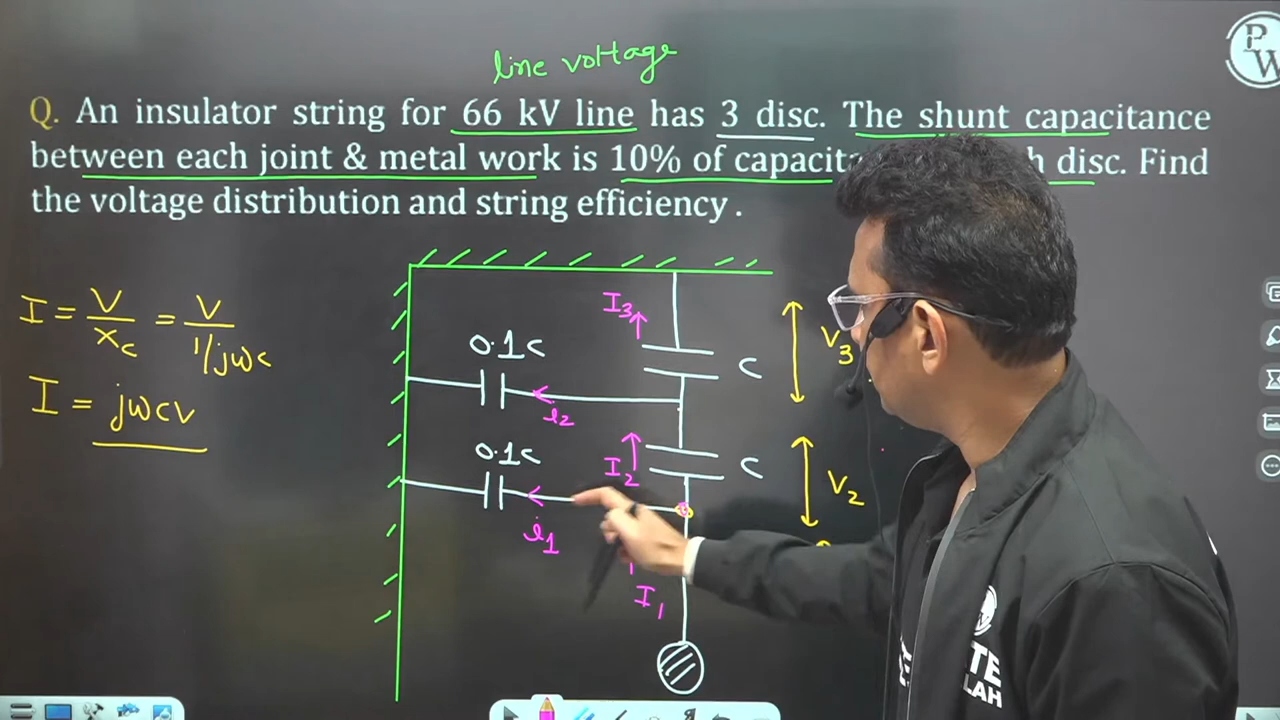 line voltage
PW
Q. An insulator string for 66 kV line has 3 disc. The shunt capacitance
between each joint & metal work is 10% of h disc. Find
the voltage distribution and string efficiency.
I = V/Xc = V/1/jωc
I = jωcv
0.1C
0.1C
I3
i2
I2
i1
I1
C
C
V3
V2
TE
LAH